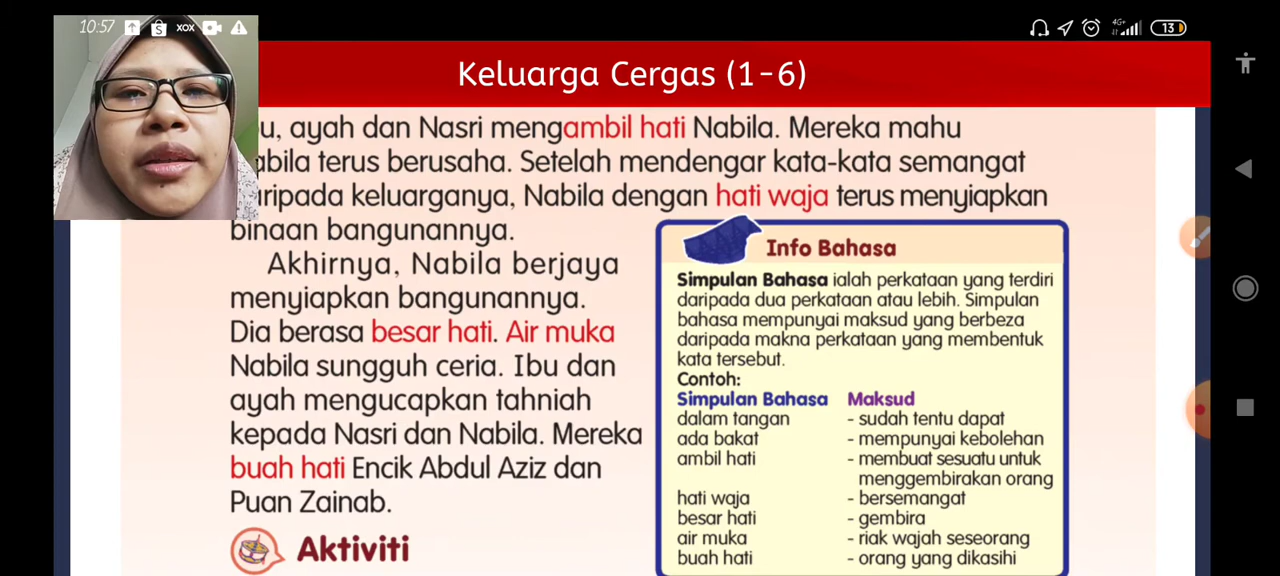 10:57 S XOX 4G+ 13
Keluarga Cergas (1-6)
ayah dan Nasri mengambil hati Nabila. Mereka mahu
terus berusaha. Setelah mendengar kata-kata semangat
keluarganya, Nabila dengan hati waja terus menyiapkan
binaan bangunannya.
Akhirnya, Nabila berjaya
menyiapkan bangunannya.
Dia berasa besar hati. Air muka
Nabila sungguh ceria. Ibu dan
ayah mengucapkan tahniah
kepada Nasri dan Nabila. Mereka
buah hati Encik Abdul Aziz dan
Puan Zainab.
Aktiviti
Info Bahasa
Simpulan Bahasa ialah perkataan yang terdiri
daripada dua perkataan atau lebih. Simpulan
bahasa mempunyai maksud yang berbeza
daripada makna perkataan yang membentuk
kata tersebut.
Contoh:
Simpulan Bahasa Maksud
dalam tangan - sudah tentu dapat
ada bakat - mempunyai kebolehan
ambil hati - membuat sesuatu untuk
menggembirakan orang
hati waja - bersemangat
besar hati - gembira
air muka - riak wajah seseorang
buah hati - orang yang dikasihi